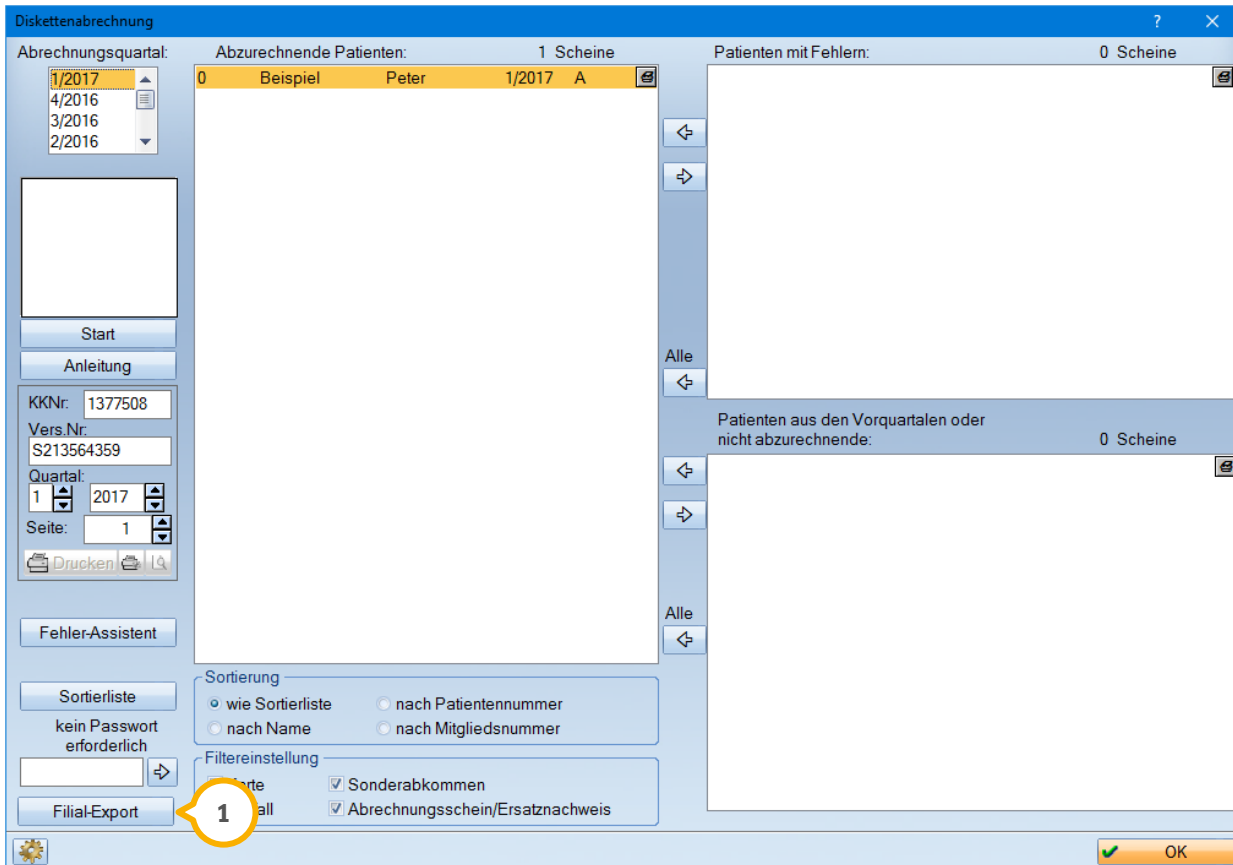 Diskettenabrechnung
?
Abrechnungsquartal:
1/2017
4/2016
3/2016
2/2016
Start
Anleitung
KKNr: 1377508
Vers.Nr:
S213564359
Quartal:
1 2017
Seite: 1
Drucken
Fehler-Assistent
Sortierliste
kein Passwort
erforderlich
Filial-Export
1
Abzurechnende Patienten: 1 Scheine
0 Beispiel Peter 1/2017 A
Sortierung
wie Sortierliste nach Patientennummer
nach Name nach Mitgliedsnummer
Filtereinstellung
Sonderabkommen
Abrechnungsschein/Ersatznachweis
Alle
Alle
Patienten mit Fehlern: 0 Scheine
Patienten aus den Vorquartalen oder
nicht abzurechnende: 0 Scheine
OK